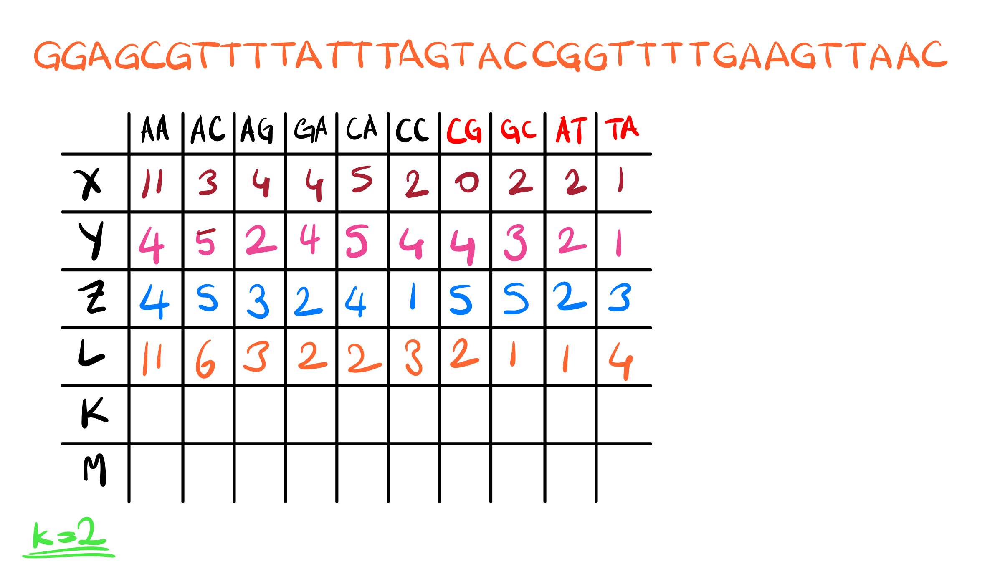 GGAGCGTTTTATTTAGTACCGGTTTTGAAGTTAAC
AA AC AG GA CA CC CG GC AT TA
X 11 3 4 4 5 2 0 2 2 1
Y 4 5 2 4 5 4 4 3 2 1
Z 4 5 3 2 4 1 5 5 2 3
L 11 6 3 2 2 3 2 1 1 4
K
M
k=2